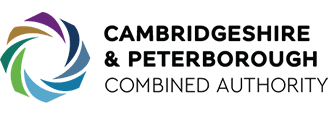 CAMBRIDGESHIRE
& PETERBOROUGH
COMBINED AUTHORITY